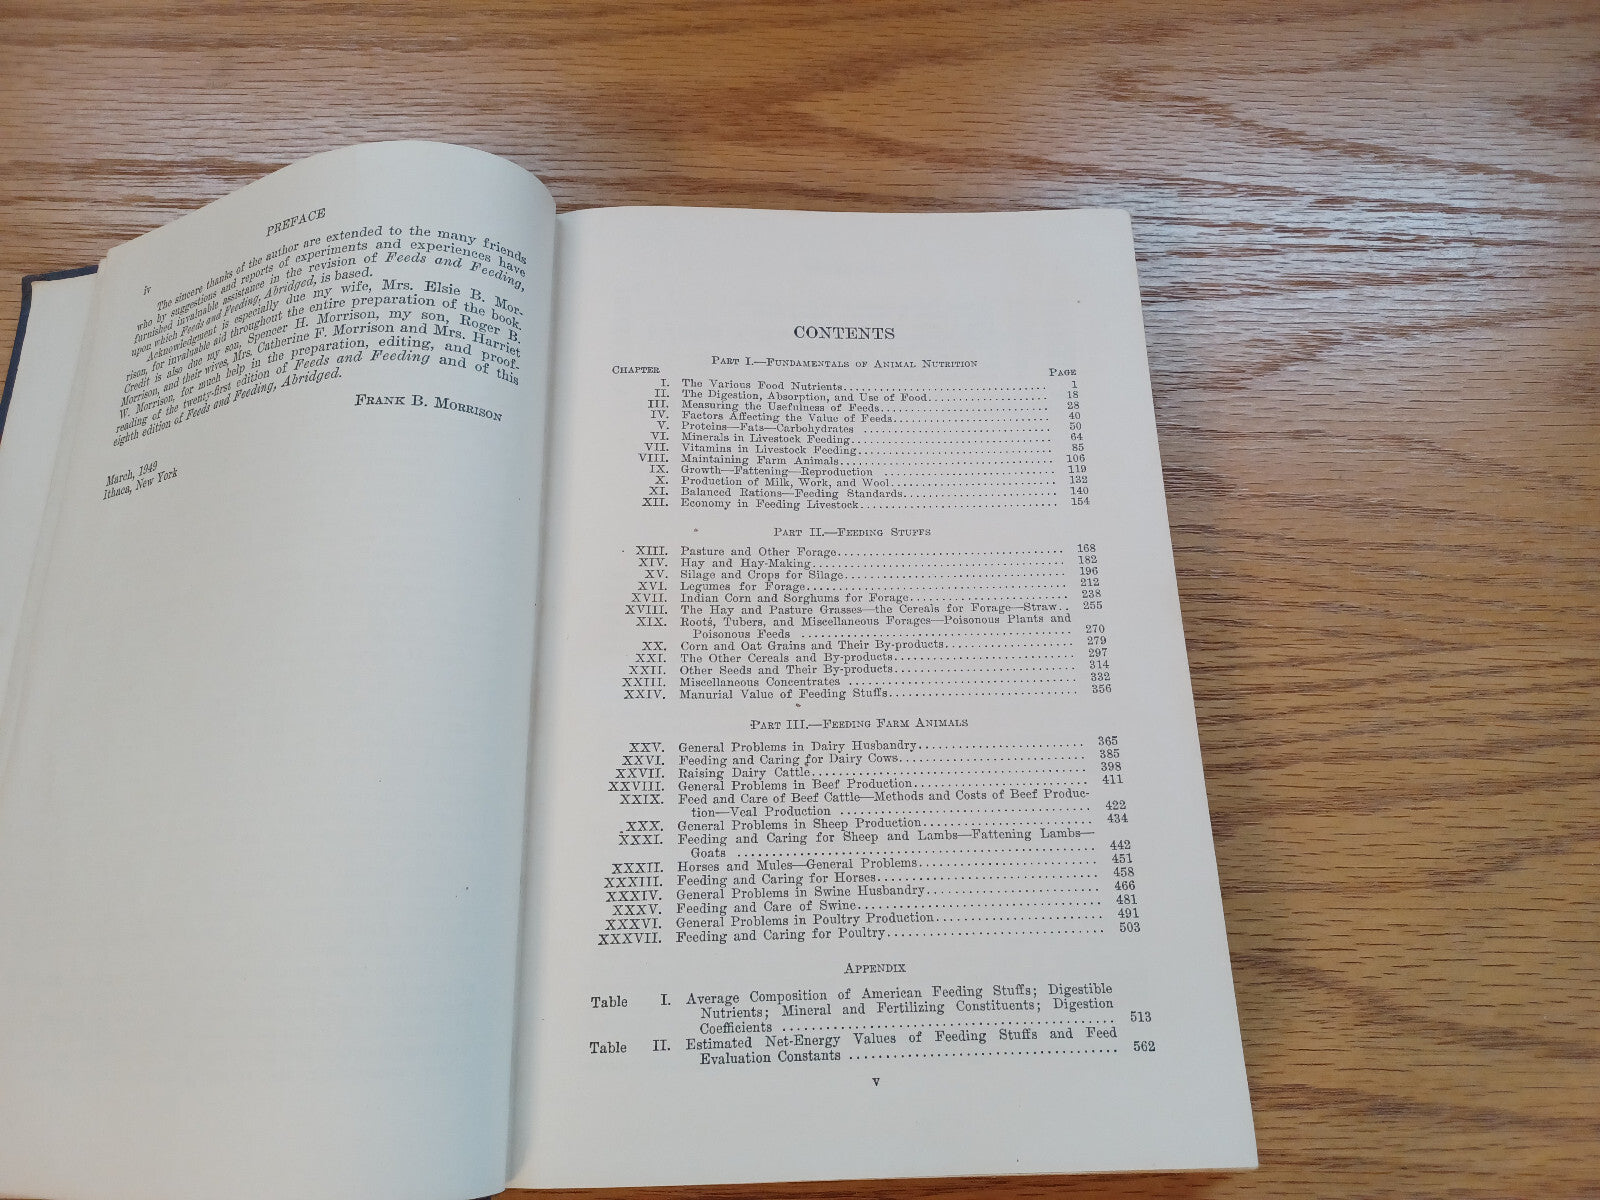 iv
PREFACE
The sincere thanks of the author are extended to the many friends
who by suggestions and reports of experiments and experiences have
furnished invaluable assistance in the revision of Feeds and Feeding,
upon which Feeds and Feeding, Abridged, is based.
Acknowledgment is especially due my wife, Mrs. Elsie B. Mor-
rison, for invaluable aid throughout the entire preparation of the book.
Credit is also due my son, Spencer H. Morrison, my son, Roger B.
Morrison, and their wives, Mrs. Catherine F. Morrison and Mrs. Harriet
W. Morrison, for much help in the preparation, editing, and proof-
reading of the twenty-first edition of Feeds and Feeding and of this
eighth edition of Feeds and Feeding, Abridged.
FRANK B. MORRISON
March, 1949
Ithaca, New York
CONTENTS
PART I.—FUNDAMENTALS OF ANIMAL NUTRITION
CHAPTER PAGE
I. The Various Food Nutrients 1
II. The Digestion, Absorption, and Use of Food 18
III. Measuring the Usefulness of Feeds 28
IV. Factors Affecting the Value of Feeds 40
V. Proteins—Fats—Carbohydrates 50
VI. Minerals in Livestock Feeding 64
VII. Vitamins in Livestock Feeding 85
VIII. Maintaining Farm Animals 106
IX. Growth—Fattening—Reproduction 119
X. Production of Milk, Work, and Wool 132
XI. Balanced Rations—Feeding Standards 140
XII. Economy in Feeding Livestock 154
PART II.—FEEDING STUFFS
XIII. Pasture and Other Forage 168
XIV. Hay and Hay-Making 182
XV. Silage and Crops for Silage 196
XVI. Legumes for Forage 212
XVII. Indian Corn and Sorghums for Forage 238
XVIII. The Hay and Pasture Grasses—the Cereals for Forage—Straw 255
XIX. Roots, Tubers, and Miscellaneous Forages—Poisonous Plants and
Poisonous Feeds 270
XX. Corn and Oat Grains and Their By-products 279
XXI. The Other Cereals and By-products 297
XXII. Other Seeds and Their By-products 314
XXIII. Miscellaneous Concentrates 332
XXIV. Manurial Value of Feeding Stuffs 356
PART III.—FEEDING FARM ANIMALS
XXV. General Problems in Dairy Husbandry 365
XXVI. Feeding and Caring for Dairy Cows 385
XXVII. Raising Dairy Cattle 398
XXVIII. General Problems in Beef Production 411
XXIX. Feed and Care of Beef Cattle—Methods and Costs of Beef Produc-
tion—Veal Production 422
XXX. General Problems in Sheep Production 434
XXXI. Feeding and Caring for Sheep and Lambs—Fattening Lambs—
Goats 442
XXXII. Horses and Mules—General Problems 451
XXXIII. Feeding and Caring for Horses 458
XXXIV. General Problems in Swine Husbandry 466
XXXV. Feeding and Care of Swine 481
XXXVI. General Problems in Poultry Production 491
XXXVII. Feeding and Caring for Poultry 503
APPENDIX
Table I. Average Composition of American Feeding Stuffs; Digestible
Nutrients; Mineral and Fertilizing Constituents; Digestion
Coefficients 513
Table II. Estimated Net-Energy Values of Feeding Stuffs and Feed
Evaluation Constants 562
v